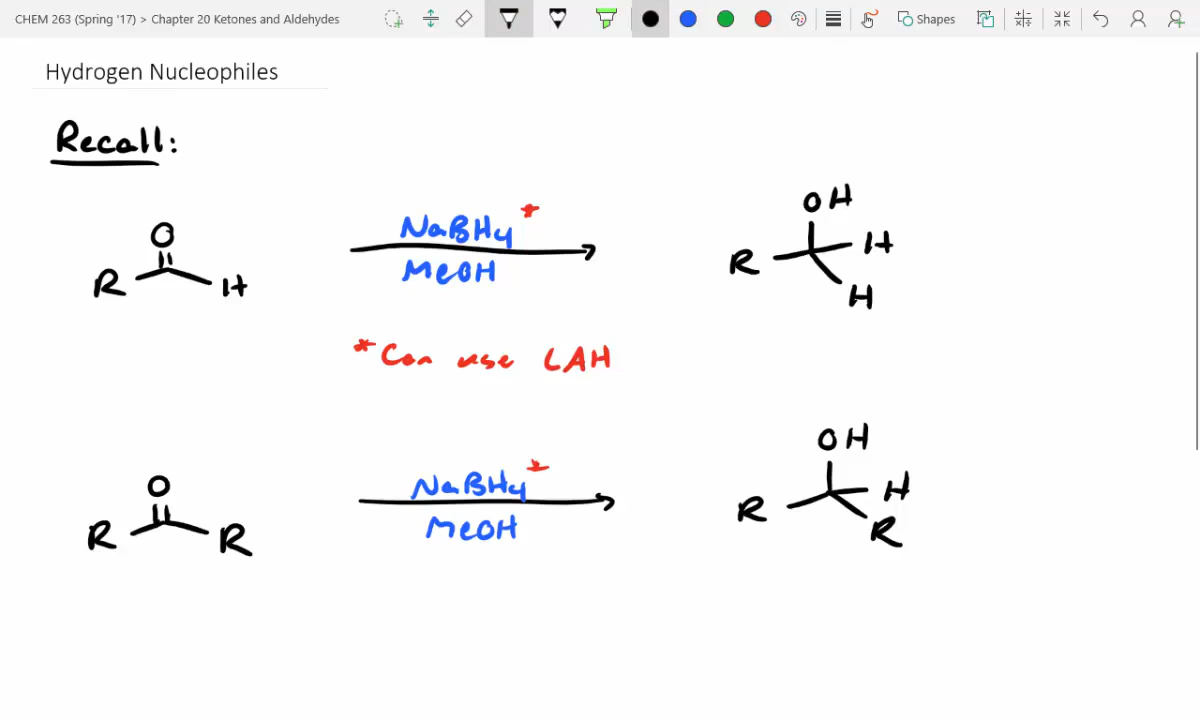 CHEM 263 (Spring '17) > Chapter 20 Ketones and Aldehydes
Shapes
Hydrogen Nucleophiles
Recall:
O
R H
NaBH4*
MeOH
OH
R H
H
*Can use LAH
O
R R
NaBH4*
MeOH
OH
R H
R